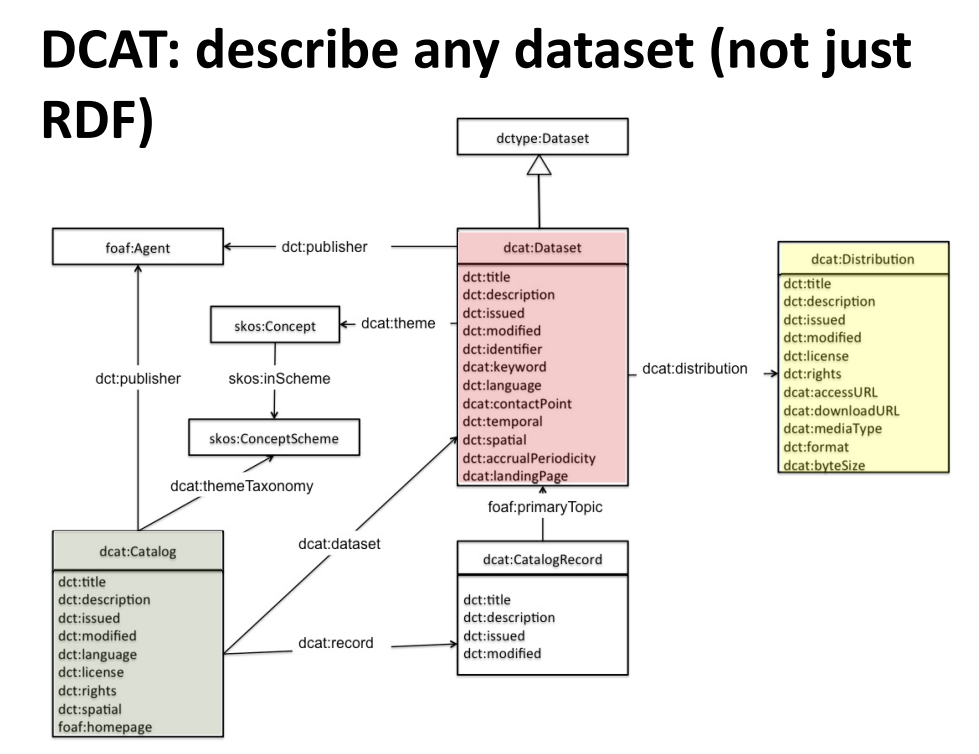 DCAT: describe any dataset (not just
RDF)
dctype:Dataset
foaf:Agent
dct:publisher
dcat:Dataset
dct:title
dct:description
dct:issued
dct:modified
dct:identifier
dcat:keyword
dct:language
dcat:contactPoint
dct:temporal
dct:spatial
dct:accrualPeriodicity
dcat:landingPage
dcat:Distribution
dct:title
dct:description
dct:issued
dct:modified
dct:license
dct:rights
dcat:accessURL
dcat:downloadURL
dcat:mediaType
dct:format
dcat:byteSize
skos:Concept
dcat:theme
dcat:distribution
dct:publisher
skos:inScheme
skos:ConceptScheme
dcat:themeTaxonomy
foaf:primaryTopic
dcat:dataset
dcat:Catalog
dct:title
dct:description
dct:issued
dct:modified
dct:language
dct:license
dct:rights
dct:spatial
foaf:homepage
dcat:record
dcat:CatalogRecord
dct:title
dct:description
dct:issued
dct:modified